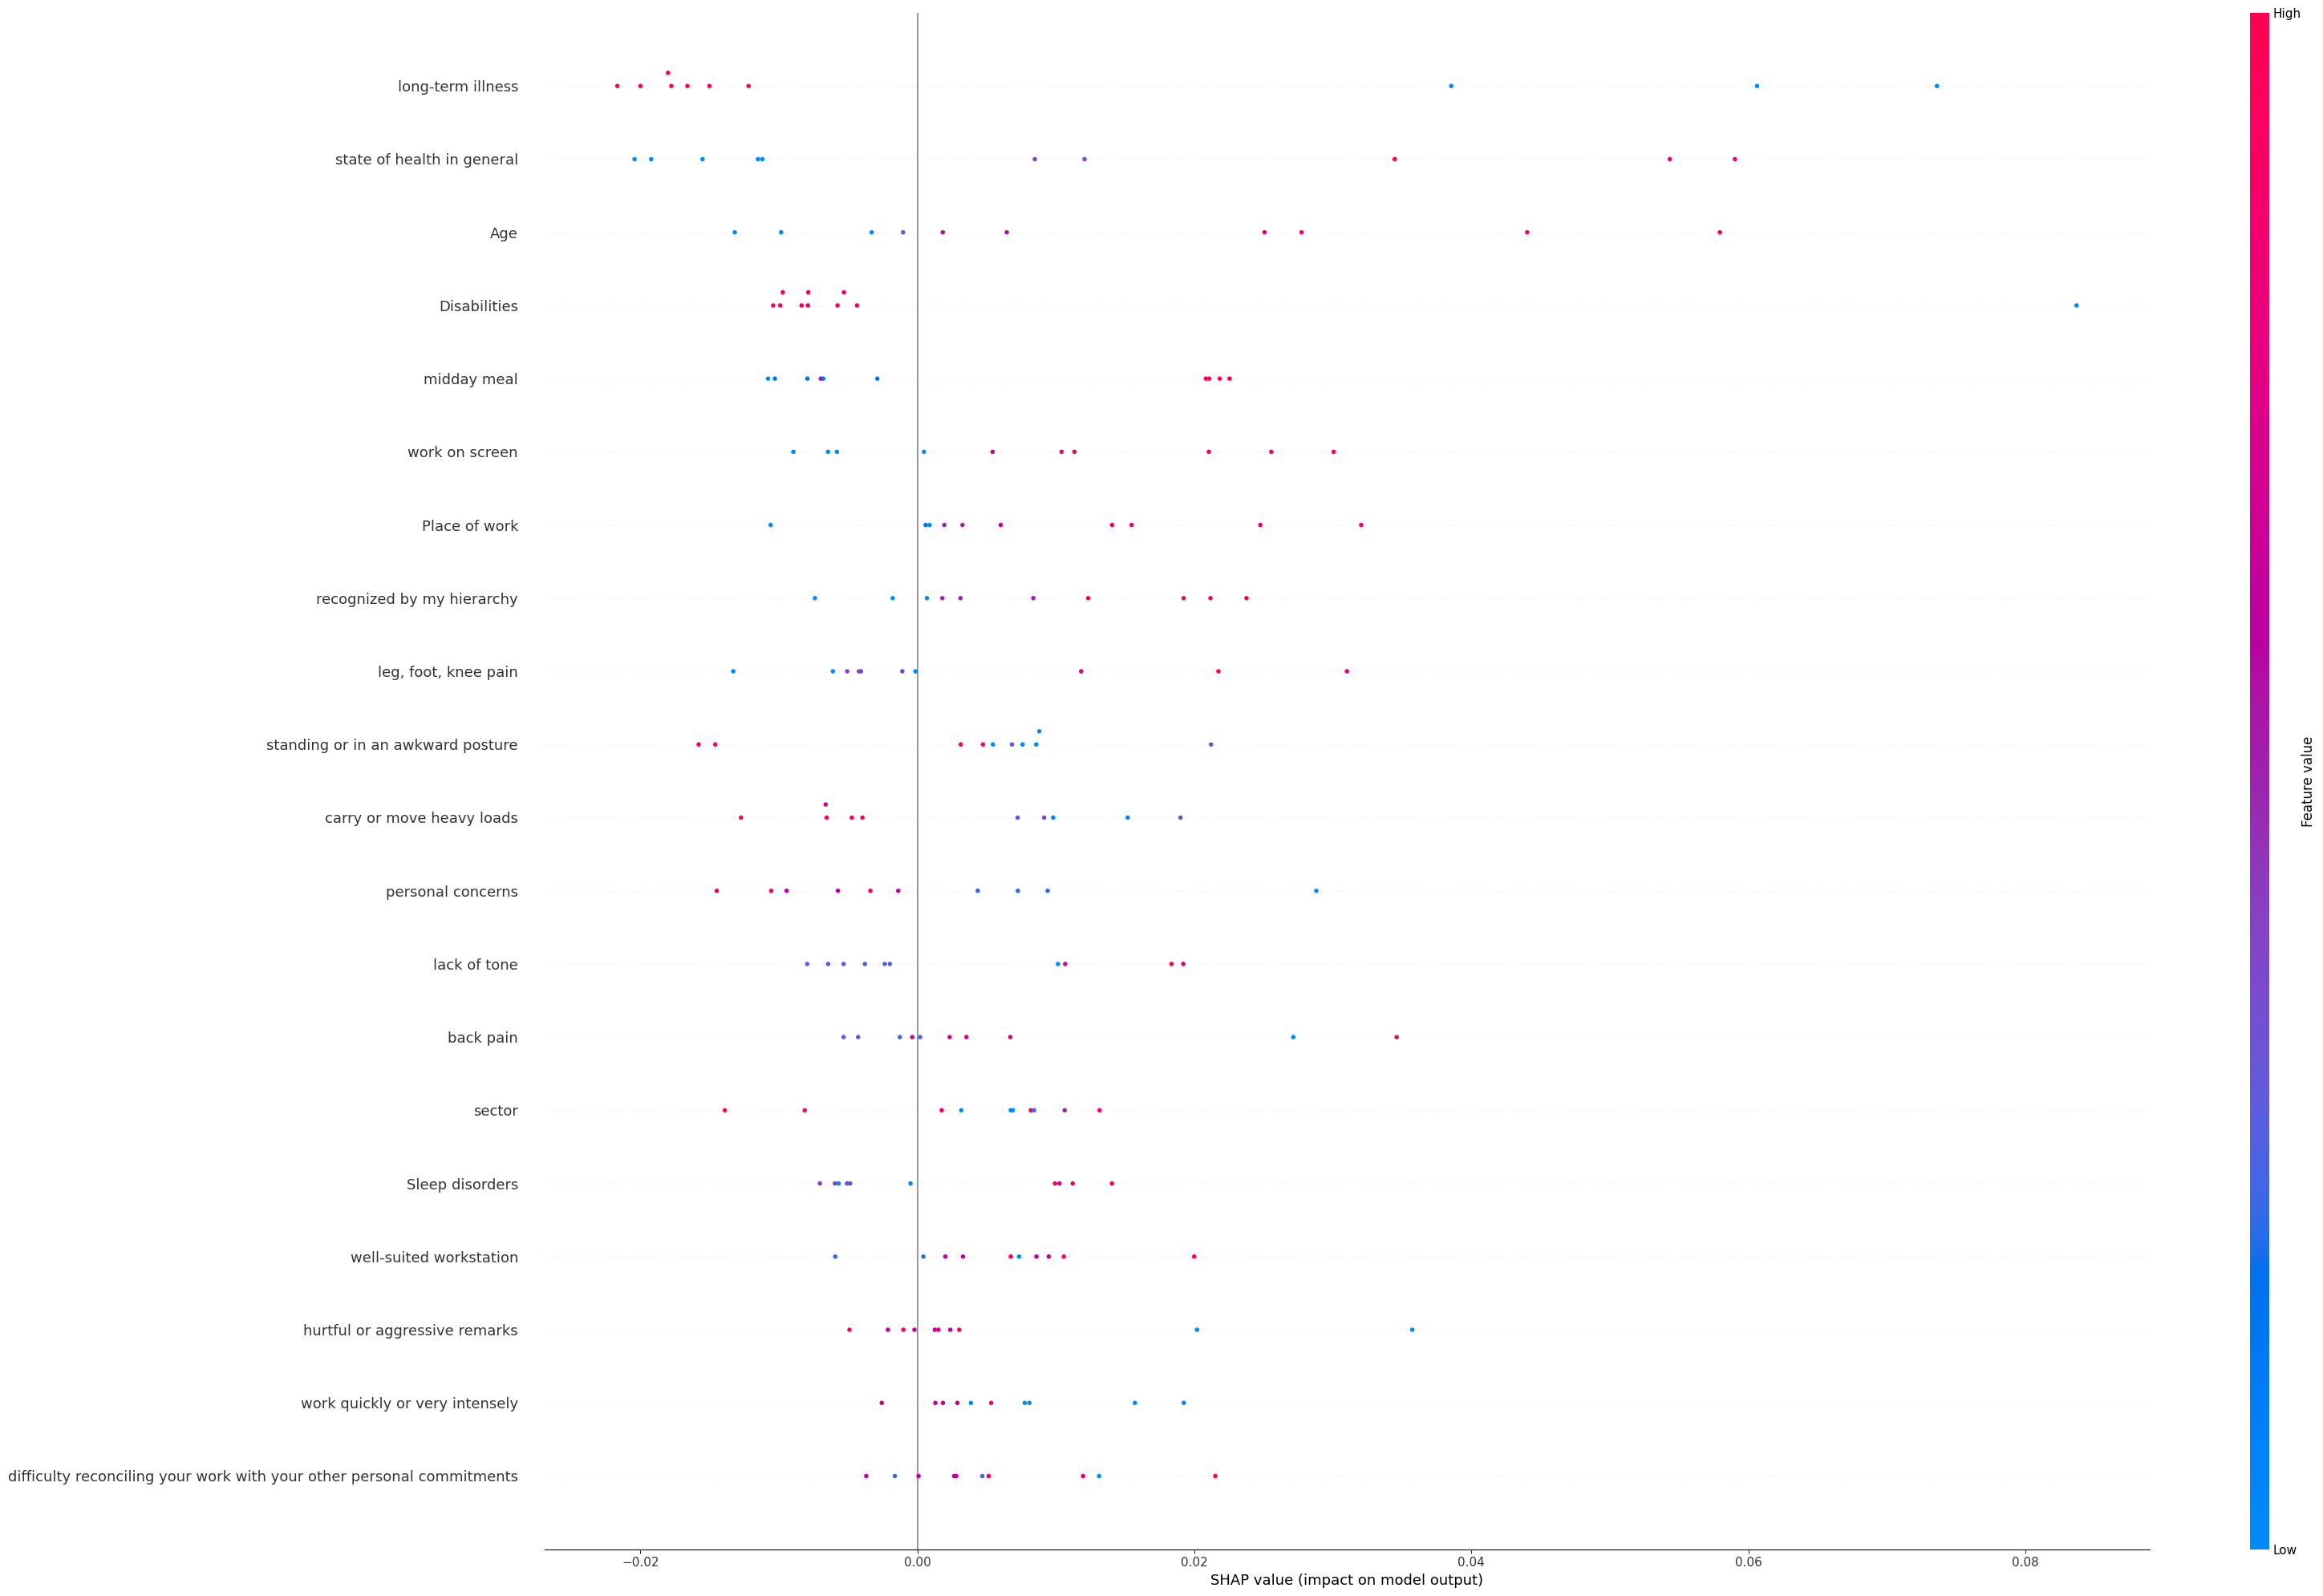 High
long-term illness
state of health in general
Age
Disabilities
midday meal
work on screen
Place of work
recognized by my hierarchy
leg, foot, knee pain
standing or in an awkward posture
carry or move heavy loads
personal concerns
lack of tone
back pain
sector
Sleep disorders
well-suited workstation
hurtful or aggressive remarks
work quickly or very intensely
difficulty reconciling your work with your other personal commitments
Feature value
Low
−0.02 0.00 0.02 0.04 0.06 0.08
SHAP value (impact on model output)